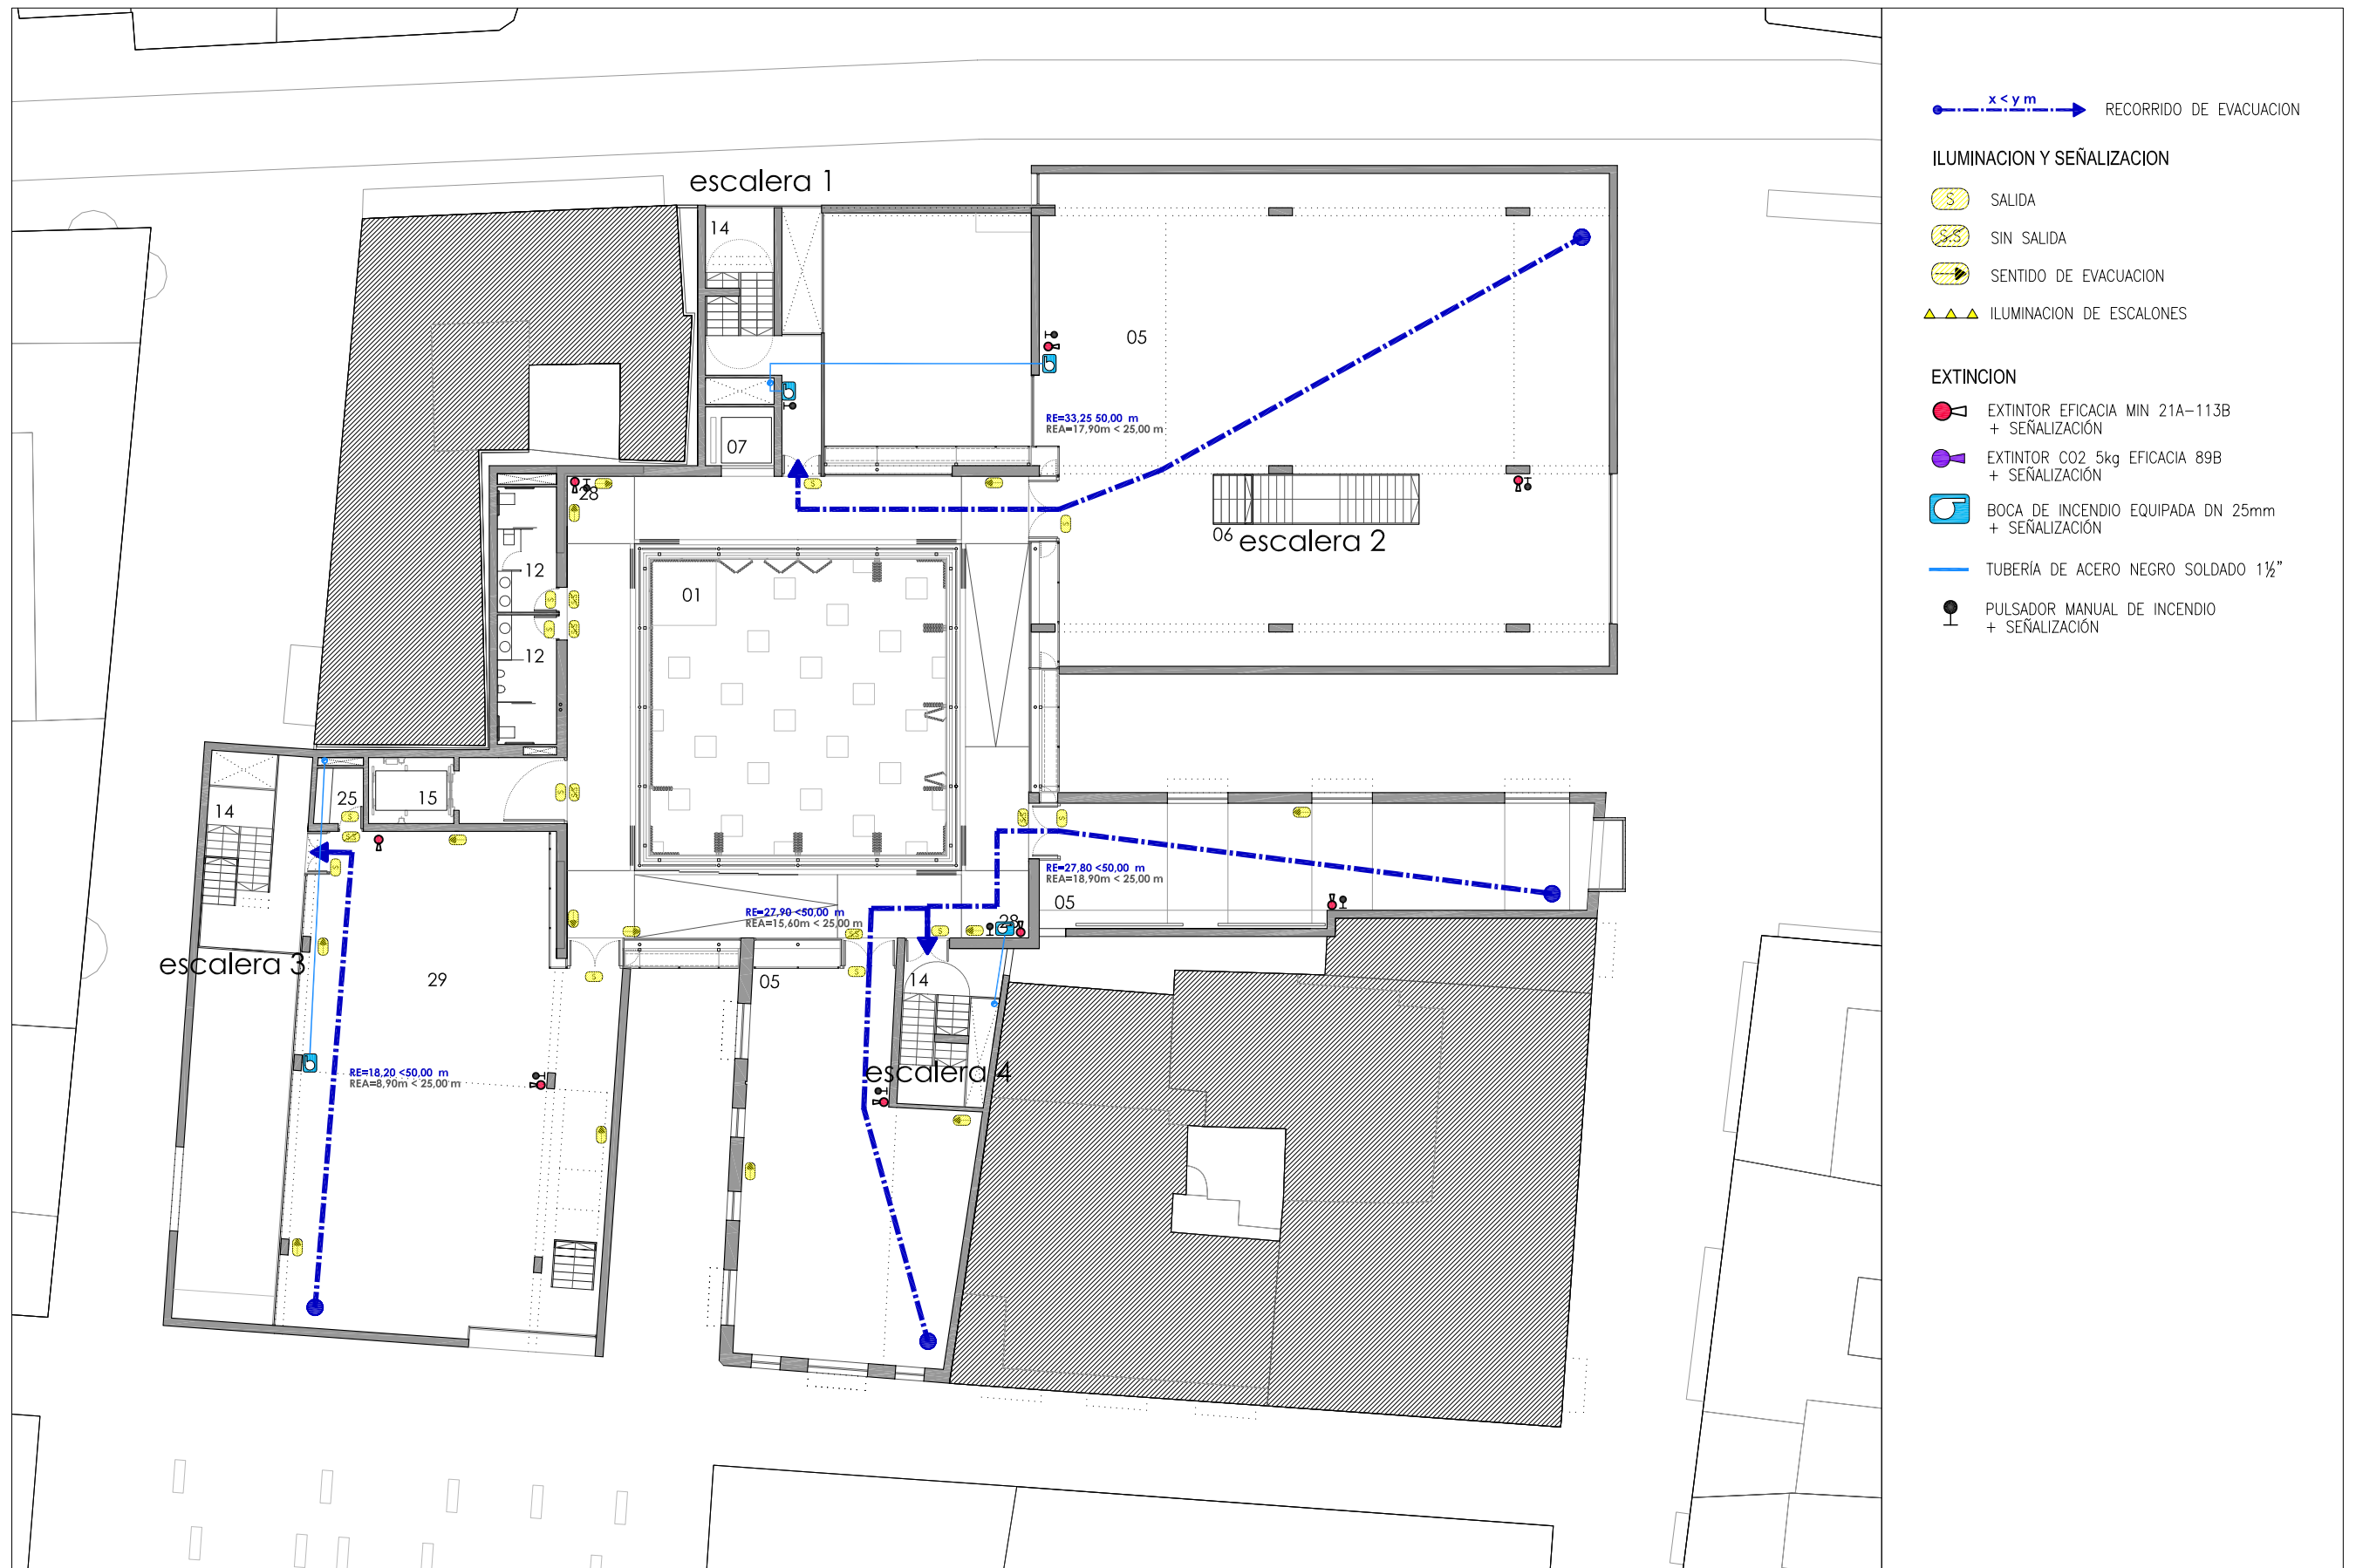 escalera 1
14
05
RE=33,25 50,00 m
REA=17,90m < 25,00 m
07
S
28
S
06 escalera 2
12
S
S.S
S
S.S
12
01
14
25
15
S
S.S
S
S.S
S
S.S
S
RE=27,80 <50,00 m
REA=18,90m < 25,00 m
05
RE=27,90 <50,00 m
REA=15,60m < 25,00 m
28
S.S
S
escalera 3
29
S
05
S
14
RE=18,20 <50,00 m
REA=8,90m < 25,00 m
escalera 4
x < y m
RECORRIDO DE EVACUACION
ILUMINACION Y SEÑALIZACION
S
SALIDA
S.S
SIN SALIDA
SENTIDO DE EVACUACION
ILUMINACION DE ESCALONES
EXTINCION
EXTINTOR EFICACIA MIN 21A-113B
+ SEÑALIZACIÓN
EXTINTOR CO2 5kg EFICACIA 89B
+ SEÑALIZACIÓN
BOCA DE INCENDIO EQUIPADA DN 25mm
+ SEÑALIZACIÓN
TUBERÍA DE ACERO NEGRO SOLDADO 1½"
PULSADOR MANUAL DE INCENDIO
+ SEÑALIZACIÓN